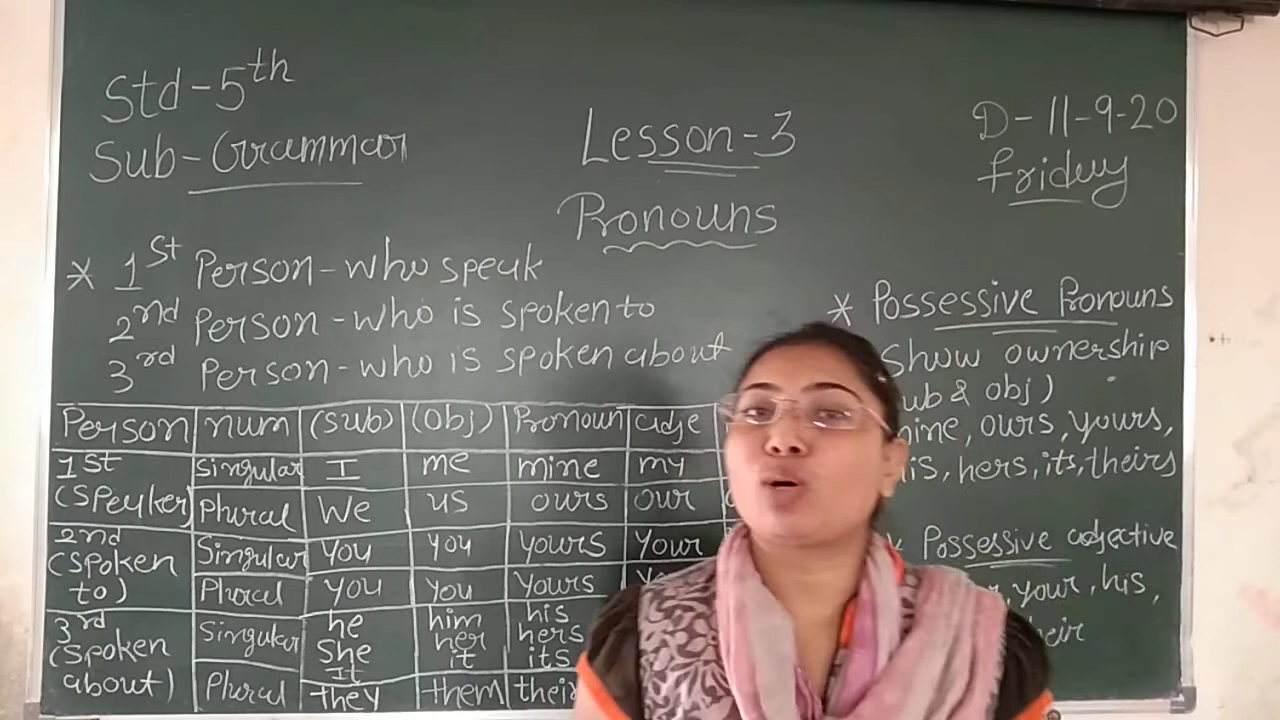 Std-5th
Sub-Grammar
Lesson-3
Pronouns
D-11-9-20
Friday
* 1st Person-who speak
2nd Person-who is spoken to
3rd Person-who is spoken about
Person num (sub) (obj) Pronoun adje
1st (Speaker) Singular I me mine my
Plural We us ours our
2nd (spoken to) Singular You you yours your
Plural You you yours
3rd (spoken about) Singular he him his
She her hers
It it its
Plural they them
* Possessive Pronouns
Show ownership
& obj)
ours, yours,
hers, its, theirs
Possessive adjective
your, his,